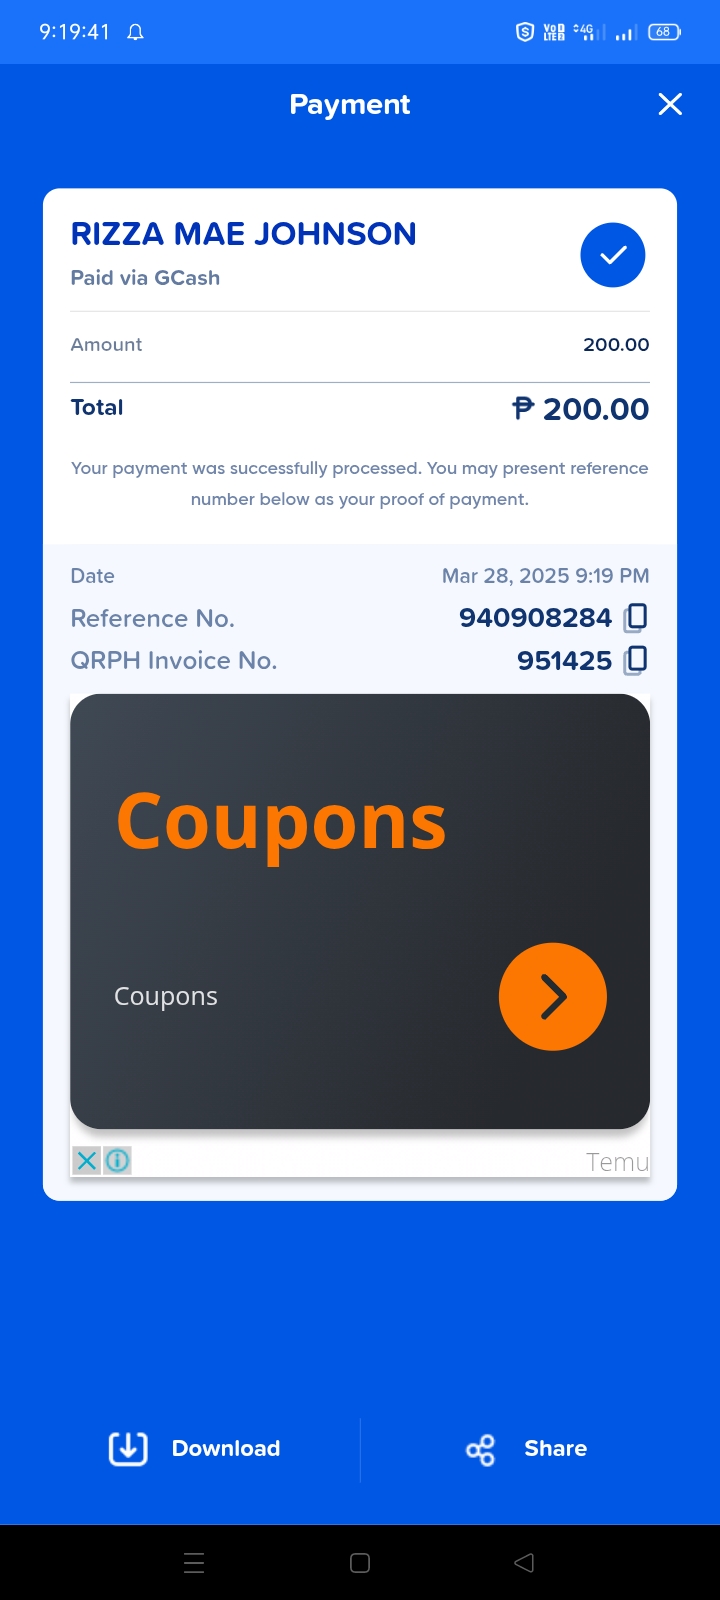 9:19:41
VoD LTE2 4G 68
Payment
RIZZA MAE JOHNSON
Paid via GCash
Amount 200.00
Total ₱ 200.00
Your payment was successfully processed. You may present reference
number below as your proof of payment.
Date Mar 28, 2025 9:19 PM
Reference No. 940908284
QRPH Invoice No. 951425
Coupons
Coupons
Temu
Download Share